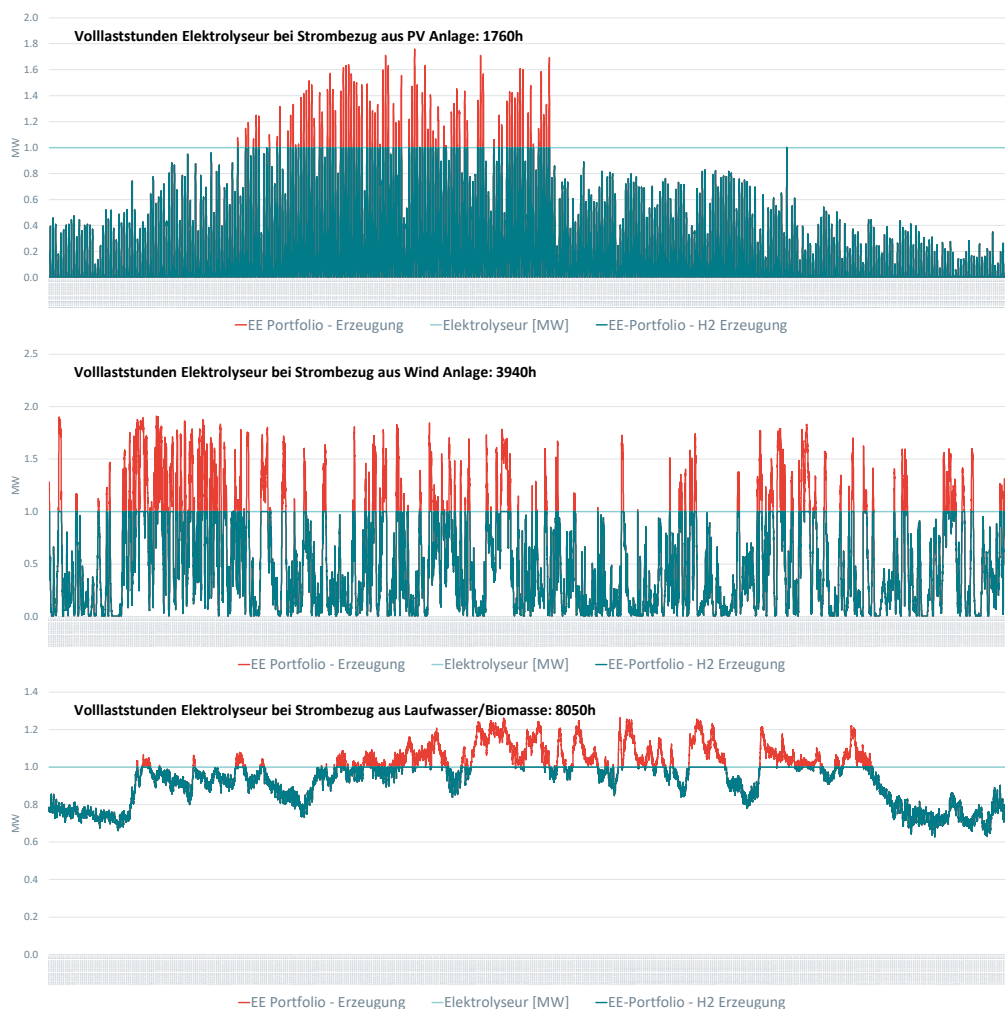 2.0
Volllaststunden Elektrolyseur bei Strombezug aus PV Anlage: 1760h
1.8
1.6
1.4
1.2
MW
1.0
0.8
0.6
0.4
0.2
0.0
EE Portfolio - Erzeugung Elektrolyseur [MW] EE-Portfolio - H2 Erzeugung
2.5
Volllaststunden Elektrolyseur bei Strombezug aus Wind Anlage: 3940h
2.0
1.5
MW
1.0
0.5
0.0
EE Portfolio - Erzeugung Elektrolyseur [MW] EE-Portfolio - H2 Erzeugung
1.4
Volllaststunden Elektrolyseur bei Strombezug aus Laufwasser/Biomasse: 8050h
1.2
1.0
0.8
MW
0.6
0.4
0.2
0.0
EE Portfolio - Erzeugung Elektrolyseur [MW] EE-Portfolio - H2 Erzeugung